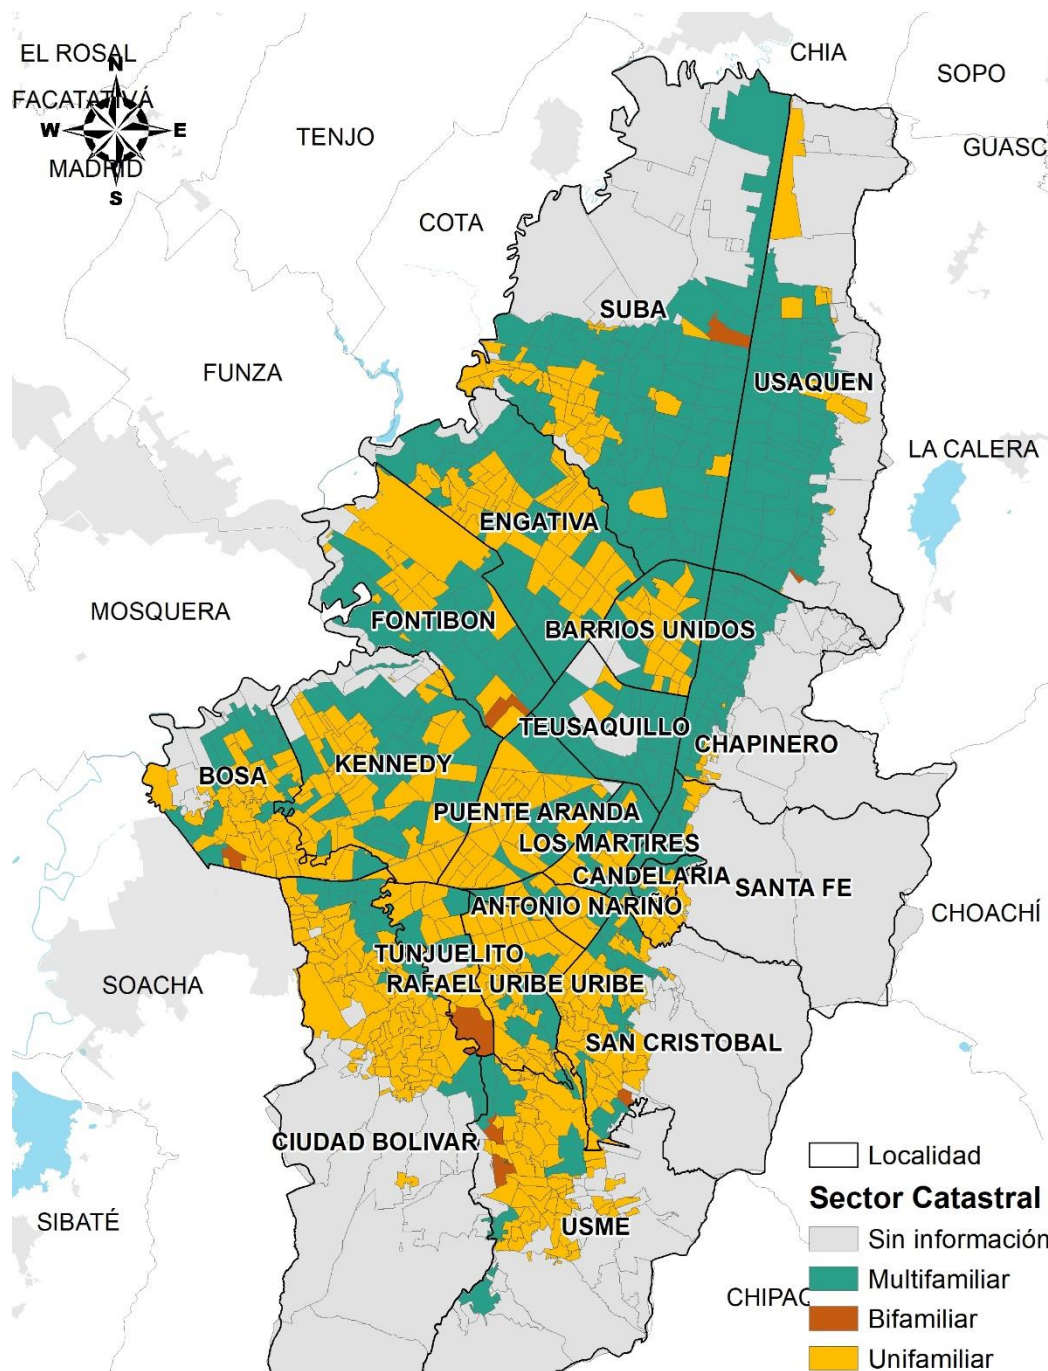 CHIA
EL ROSAL
N
SOPO
FACATATIVÁ
W
E
TENJO
GUASC
MADRID
S
COTA
SUBA
FUNZA
USAQUEN
LA CALERA
ENGATIVA
MOSQUERA
FONTIBON
BARRIOS UNIDOS
TEUSAQUILLO
CHAPINERO
BOSA
KENNEDY
PUENTE ARANDA
LOS MARTIRES
CANDELARIA
SANTA FE
ANTONIO NARIÑO
CHOACHÍ
TUNJUELITO
SOACHA
RAFAEL URIBE URIBE
SAN CRISTOBAL
CIUDAD BOLIVAR
SIBATÉ
USME
CHIPAQ
Localidad
Sector Catastral
Sin información
Multifamiliar
Bifamiliar
Unifamiliar